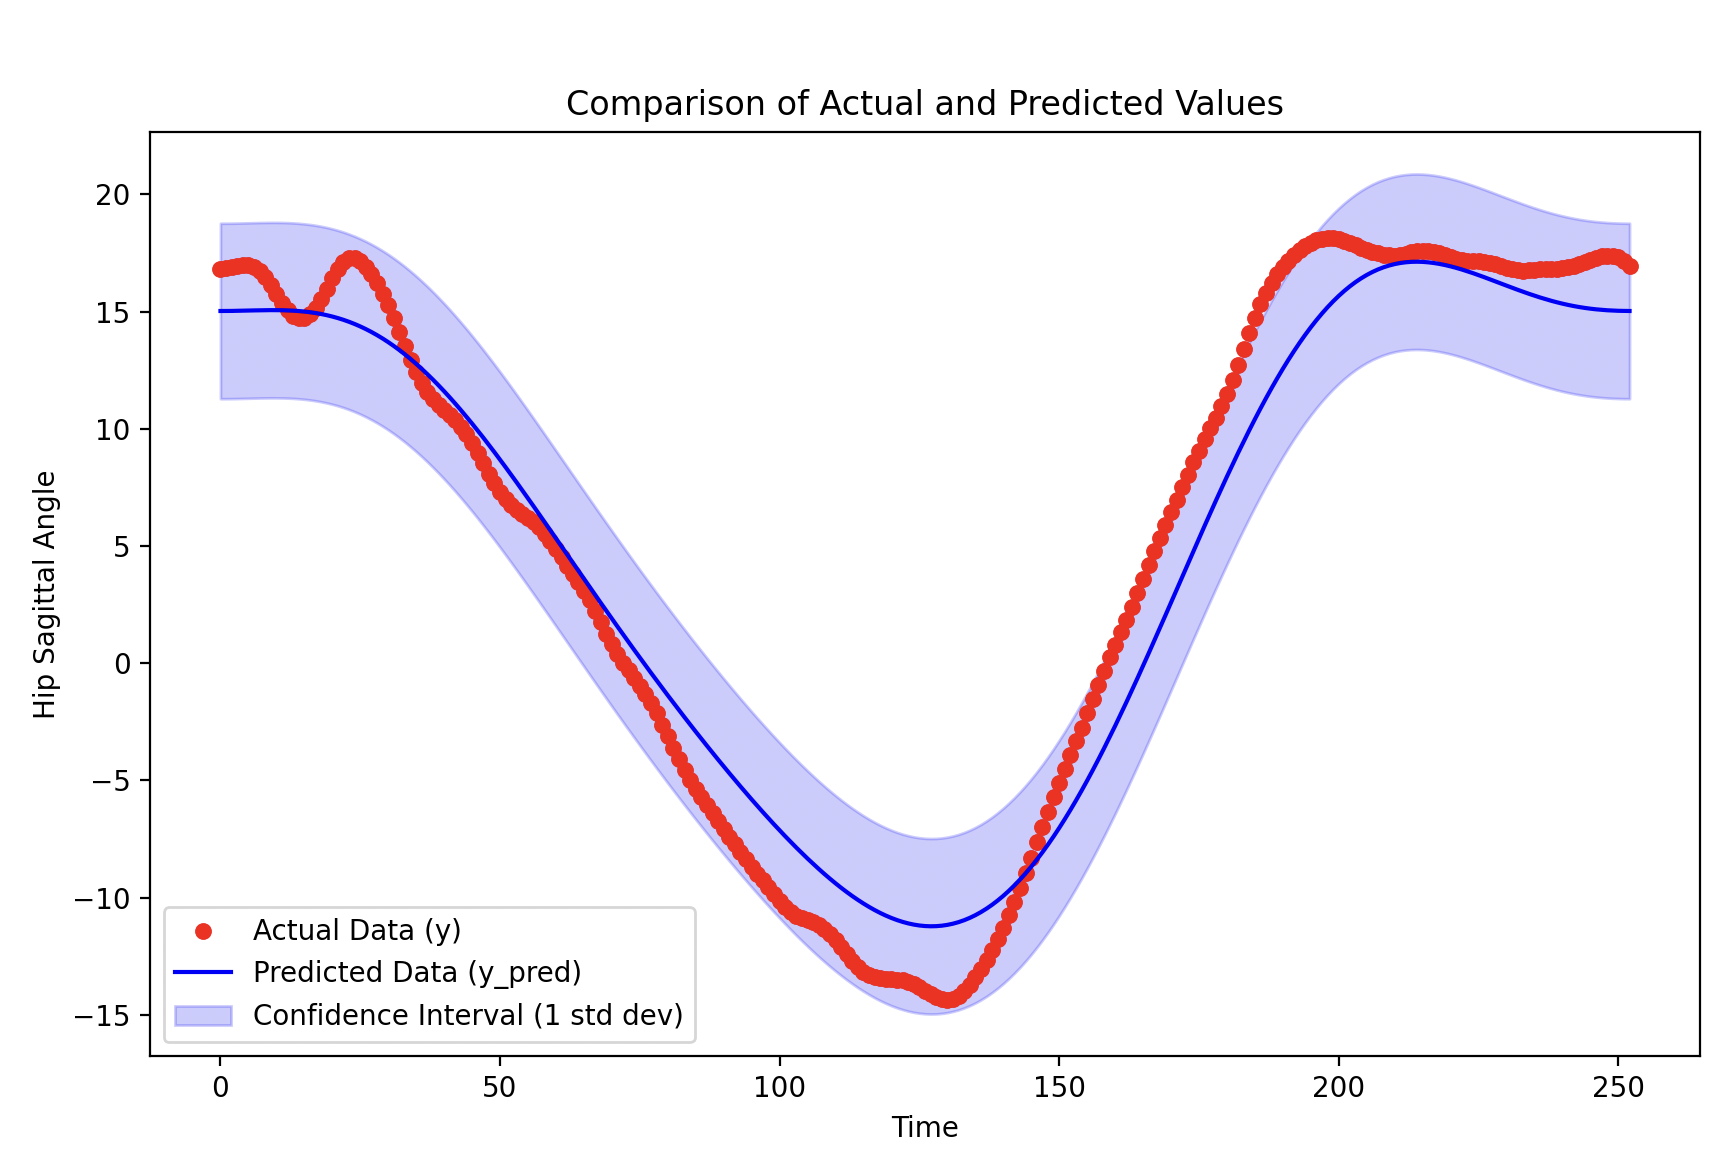 Comparison of Actual and Predicted Values
20
15
10
5
0
−5
−10
−15
Hip Sagittal Angle
Actual Data (y)
Predicted Data (y_pred)
Confidence Interval (1 std dev)
0 50 100 150 200 250
Time